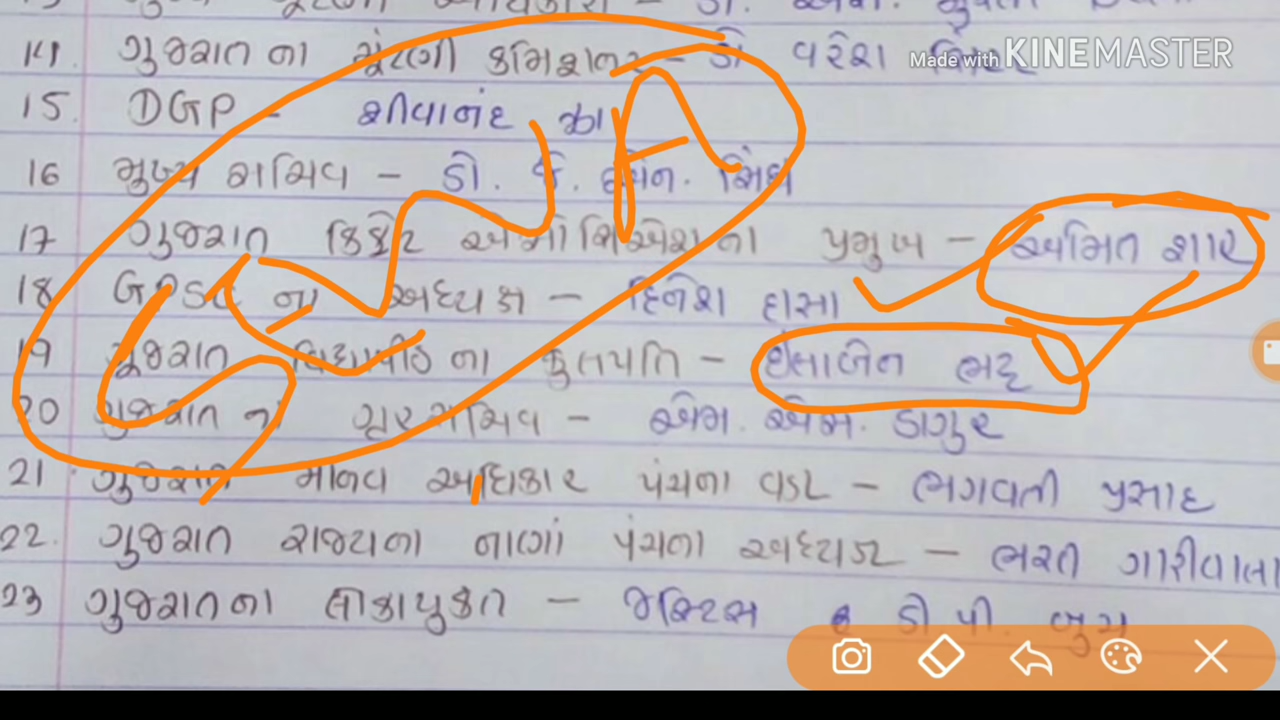 14. ગુજરાત ના ચૂંટણી કમિશનર - ડો વરેશ સિંહા
Made with KINEMASTER
15. DGP - શીવાનંદ ઝા
16 મુખ્ય સચિવ - ડો. જે. એન. સિંઘ
17 ગુજરાત ક્રિકેટ એસોશિએશનના પ્રમુખ - અમિત શાહ
18 GPSC ના અધ્યક્ષ - દિનેશ દાસા
19 ગુજરાત વિદ્યાપીઠ ના કુલપતિ - ઈલાબેન ભટ્ટ
20 ગુજરાત ના ગૃહ સચિવ - એમ. એમ. ડાગુર
21 ગુજરાત માનવ અધિકાર પંચના વડા - ભગવતી પ્રસાદ
22. ગુજરાત રાજ્યના નાણાં પંચના અધ્યક્ષ - ભરત ગારીવાલા
23 ગુજરાતના લોકાયુક્ત - જસ્ટિસ ડી પી. બુચ